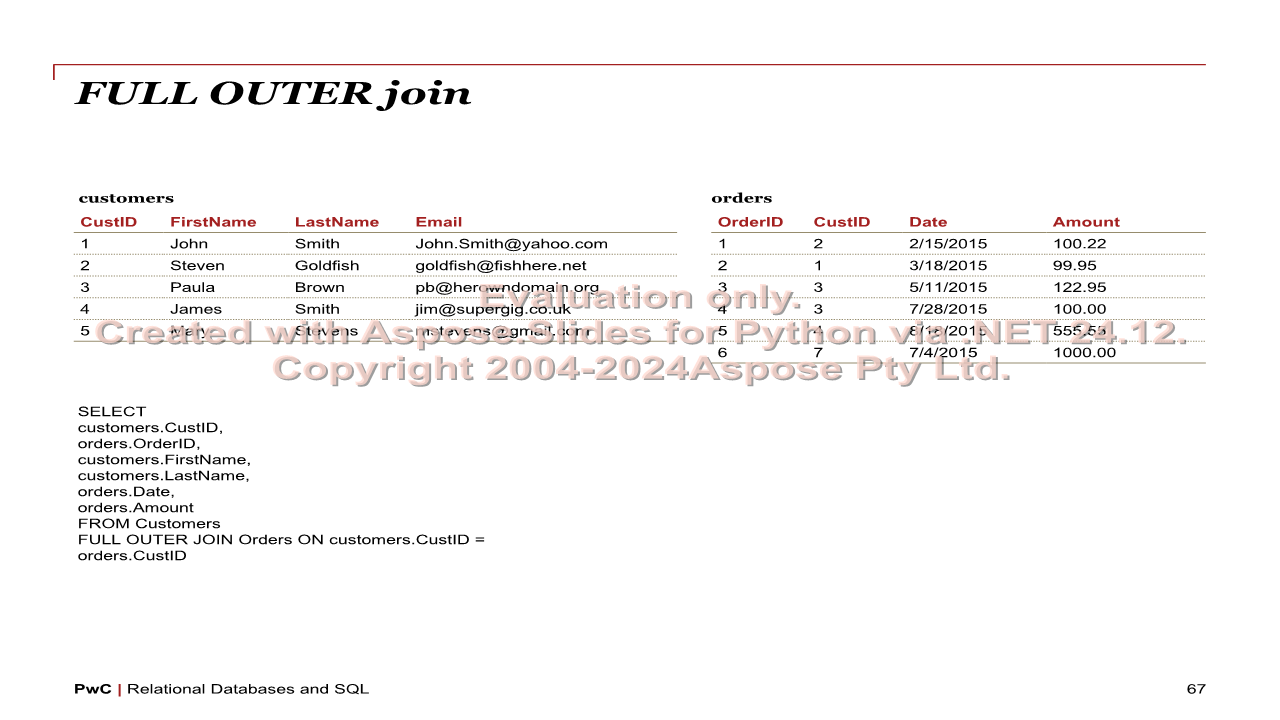 FULL OUTER join
customers
CustID FirstName LastName Email
1 John Smith John.Smith@yahoo.com
2 Steven Goldfish goldfish@fishhere.net
3 Paula Brown pb@herowndomain.org
4 James Smith jim@supergig.co.uk
5 Mary Stevens mstevens@gmail.com
orders
OrderID CustID Date Amount
1 2 2/15/2015 100.22
2 1 3/18/2015 99.95
3 3 5/11/2015 122.95
4 3 7/28/2015 100.00
5 4 555.53
6 7 7/4/2015 1000.00
Evaluation only.
Created with Aspose.Slides for Python via .NET 24.12.
Copyright 2004-2024Aspose Pty Ltd.
SELECT
customers.CustID,
orders.OrderID,
customers.FirstName,
customers.LastName,
orders.Date,
orders.Amount
FROM Customers
FULL OUTER JOIN Orders ON customers.CustID =
orders.CustID
PwC | Relational Databases and SQL
67